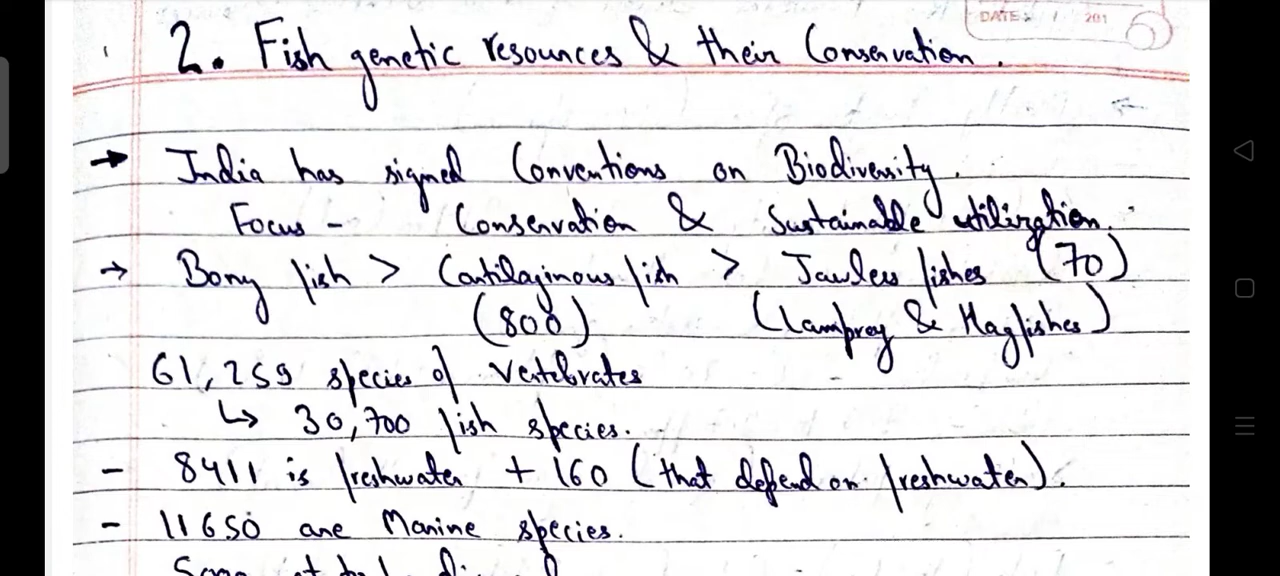 DATE: / / 201
2. Fish genetic resources & their Conservation.
→ India has signed Conventions on Biodiversity.
Focus - Conservation & Sustainable utilization.
→ Bony fish > Cartilaginous fish > Jawless fishes (70)
(800) (Lamprey & Hagfishes)
61,259 species of Vertebrates
↳ 30,700 fish species.
- 8411 is freshwater + 160 (that depend on freshwater).
- 11650 are Marine species.